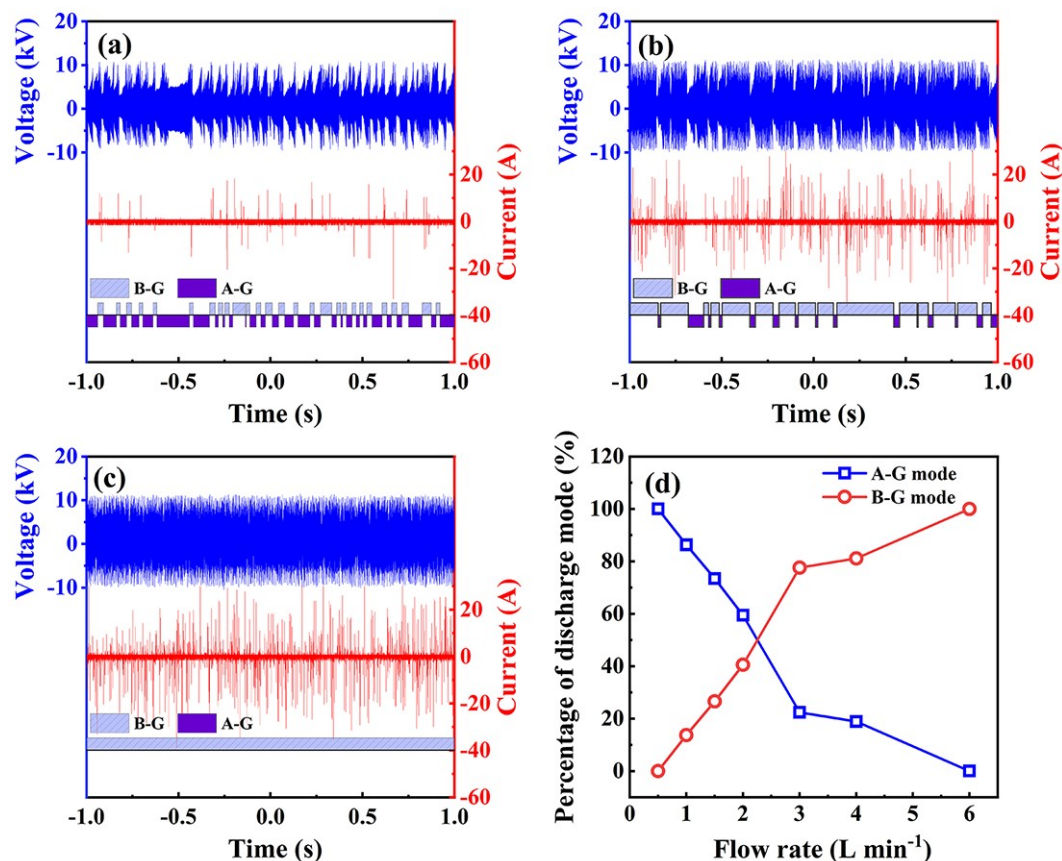 (a)
Voltage (kV)
20
10
0
-10
Current (A)
20
0
-20
-40
-60
B-G
A-G
-1.0 -0.5 0.0 0.5 1.0
Time (s)
(b)
Voltage (kV)
20
10
0
-10
Current (A)
20
0
-20
-40
-60
B-G
A-G
-1.0 -0.5 0.0 0.5 1.0
Time (s)
(c)
Voltage (kV)
20
10
0
-10
Current (A)
20
0
-20
-40
-60
B-G
A-G
-1.0 -0.5 0.0 0.5 1.0
Time (s)
(d)
Percentage of discharge mode (%)
120
100
80
60
40
20
0
A-G mode
B-G mode
0 1 2 3 4 5 6
Flow rate (L min⁻¹)